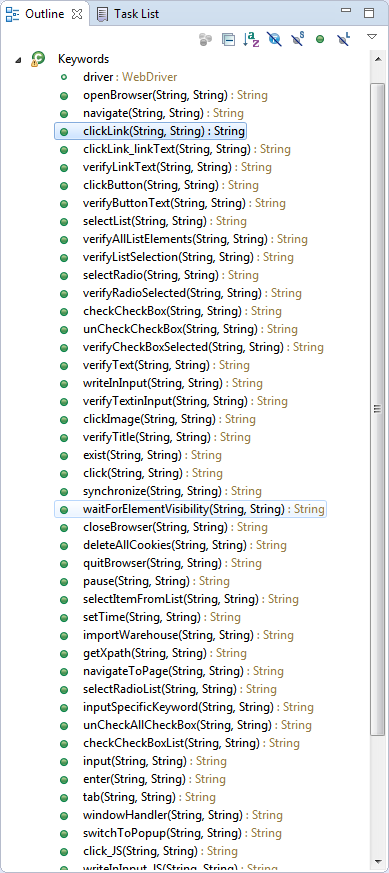 Outline
Task List
Keywords
driver : WebDriver
openBrowser(String, String) : String
navigate(String, String) : String
clickLink(String, String) : String
clickLink_linkText(String, String) : String
verifyLinkText(String, String) : String
clickButton(String, String) : String
verifyButtonText(String, String) : String
selectList(String, String) : String
verifyAllListElements(String, String) : String
verifyListSelection(String, String) : String
selectRadio(String, String) : String
verifyRadioSelected(String, String) : String
checkCheckBox(String, String) : String
unCheckCheckBox(String, String) : String
verifyCheckBoxSelected(String, String) : String
verifyText(String, String) : String
writeInInput(String, String) : String
verifyTextinInput(String, String) : String
clickImage(String, String) : String
verifyTitle(String, String) : String
exist(String, String) : String
click(String, String) : String
synchronize(String, String) : String
waitForElementVisibility(String, String) : String
closeBrowser(String, String) : String
deleteAllCookies(String, String) : String
quitBrowser(String, String) : String
pause(String, String) : String
selectItemFromList(String, String) : String
setTime(String, String) : String
importWarehouse(String, String) : String
getXpath(String, String) : String
navigateToPage(String, String) : String
selectRadioList(String, String) : String
inputSpecificKeyword(String, String) : String
unCheckAllCheckBox(String, String) : String
checkCheckBoxList(String, String) : String
input(String, String) : String
enter(String, String) : String
tab(String, String) : String
windowHandler(String, String) : String
switchToPopup(String, String) : String
click_JS(String, String) : String
writeInInput_JS(String, String) : String